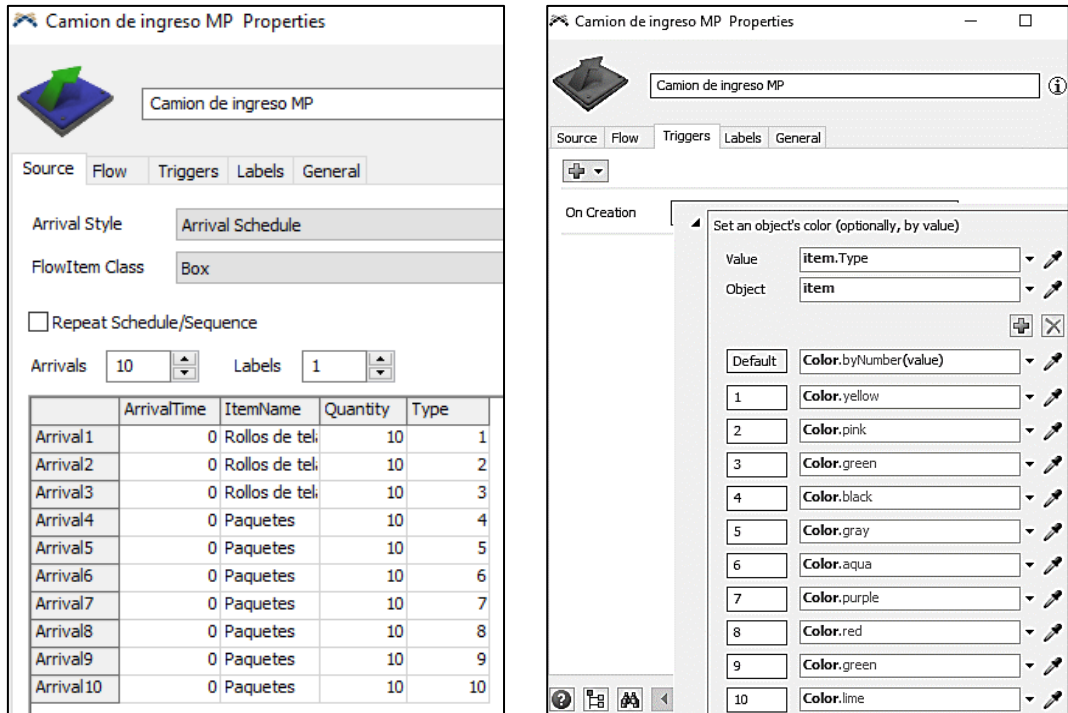 Camion de ingreso MP Properties
Camion de ingreso MP
Source Flow Triggers Labels General
Arrival Style Arrival Schedule
FlowItem Class Box
Repeat Schedule/Sequence
Arrivals 10 Labels 1
ArrivalTime ItemName Quantity Type
Arrival1 0 Rollos de 10 1
Arrival2 0 Rollos de 10 2
Arrival3 0 Rollos de 10 3
Arrival4 0 Paquetes 10 4
Arrival5 0 Paquetes 10 5
Arrival6 0 Paquetes 10 6
Arrival7 0 Paquetes 10 7
Arrival8 0 Paquetes 10 8
Arrival9 0 Paquetes 10 9
Arrival10 0 Paquetes 10 10
Camion de ingreso MP Properties
Camion de ingreso MP
Source Flow Triggers Labels General
On Creation
Set an object's color (optionally, by value)
Value item.Type
Object item
Default Color.byNumber(value)
1 Color.yellow
2 Color.pink
3 Color.green
4 Color.black
5 Color.gray
6 Color.aqua
7 Color.purple
8 Color.red
9 Color.green
10 Color.lime